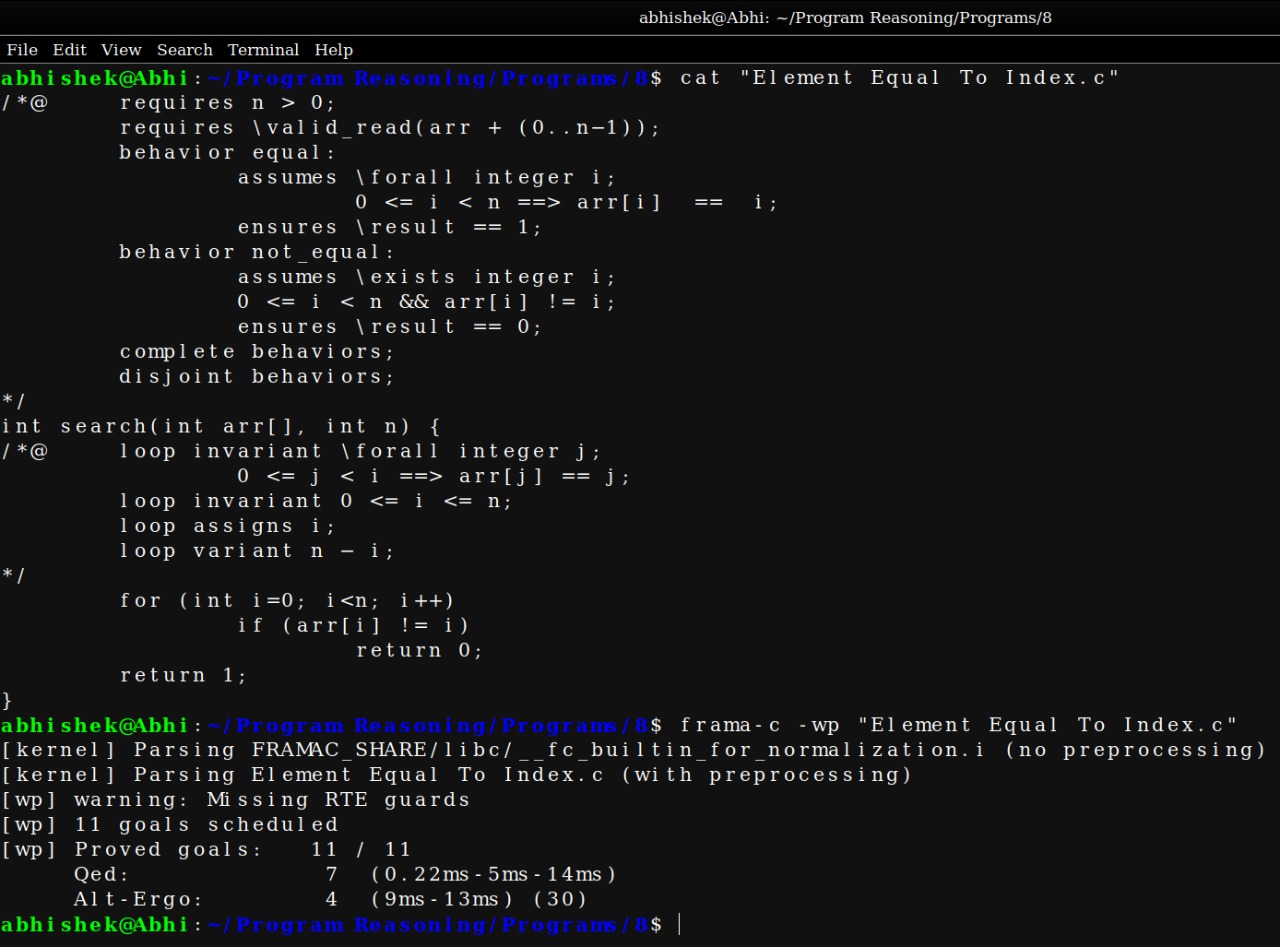 abhishek@Abhi: ~/Program Reasoning/Programs/8
File Edit View Search Terminal Help
abhishek@Abhi:~/Program Reasoning/Programs/8$ cat "Element Equal To Index.c"
/*@ requires n > 0;
requires \valid_read(arr + (0..n-1));
behavior equal:
assumes \forall integer i;
0 <= i < n ==> arr[i] == i;
ensures \result == 1;
behavior not_equal:
assumes \exists integer i;
0 <= i < n && arr[i] != i;
ensures \result == 0;
complete behaviors;
disjoint behaviors;
*/
int search(int arr[], int n) {
/*@ loop invariant \forall integer j;
0 <= j < i ==> arr[j] == j;
loop invariant 0 <= i <= n;
loop assigns i;
loop variant n - i;
*/
for (int i=0; i<n; i++)
if (arr[i] != i)
return 0;
return 1;
}
abhishek@Abhi:~/Program Reasoning/Programs/8$ frama-c -wp "Element Equal To Index.c"
[kernel] Parsing FRAMAC_SHARE/libc/__fc_builtin_for_normalization.i (no preprocessing)
[kernel] Parsing Element Equal To Index.c (with preprocessing)
[wp] warning: Missing RTE guards
[wp] 11 goals scheduled
[wp] Proved goals: 11 / 11
Qed: 7 (0.22ms-5ms-14ms)
Alt-Ergo: 4 (9ms-13ms) (30)
abhishek@Abhi:~/Program Reasoning/Programs/8$